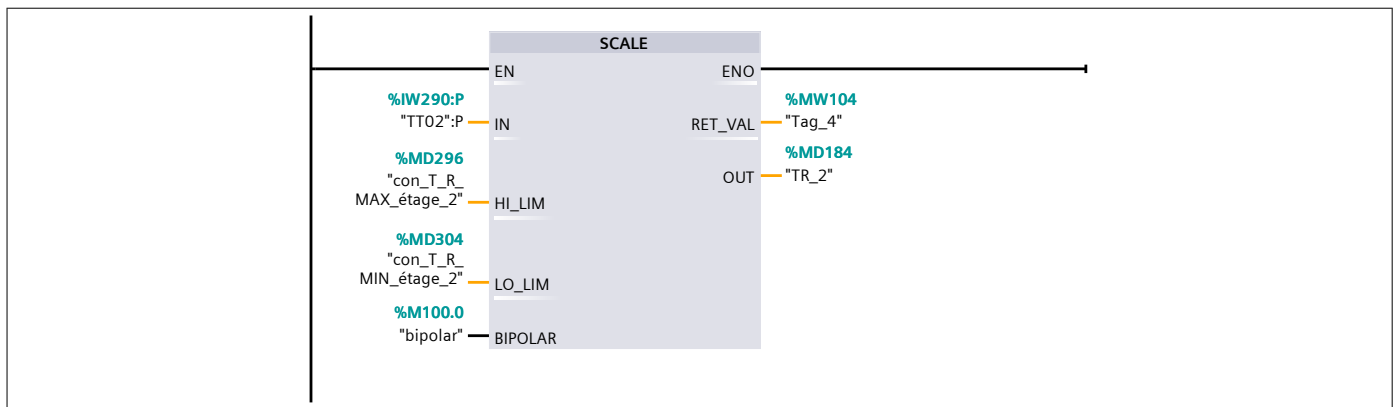 SCALE
EN ENO
%IW290:P
"TT02":P IN
RET_VAL
%MW104
"Tag_4"
%MD296
"con_T_R_
MAX_étage_2" HI_LIM
OUT
%MD184
"TR_2"
%MD304
"con_T_R_
MIN_étage_2" LO_LIM
%M100.0
"bipolar" BIPOLAR